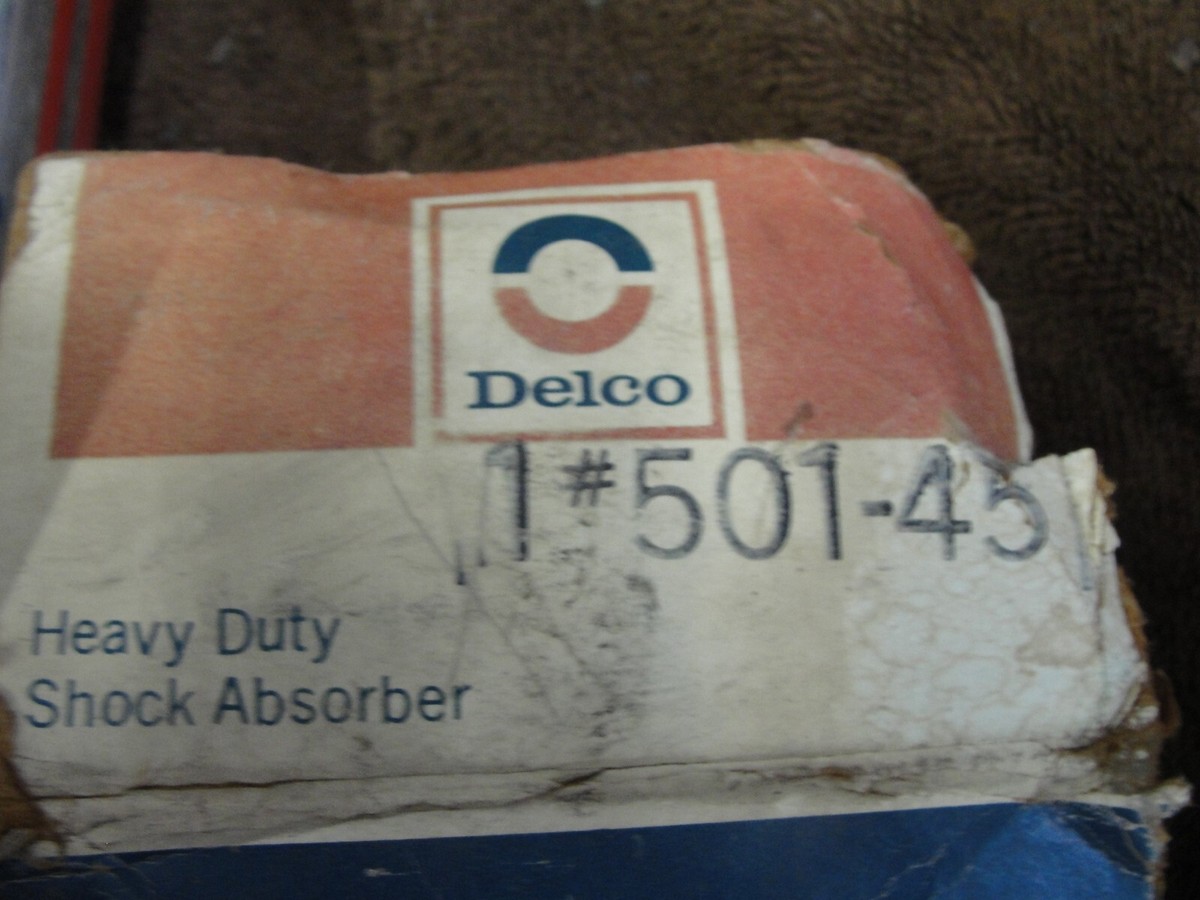 Delco
1 #501-45
Heavy Duty
Shock Absorber